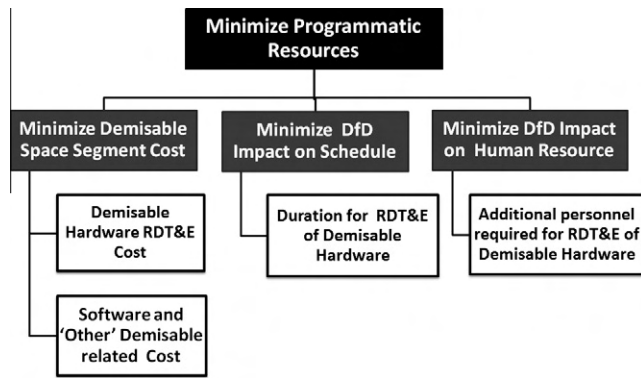 Minimize Programmatic
Resources
Minimize Demisable
Space Segment Cost
Minimize DfD
Impact on Schedule
Minimize DfD Impact
on Human Resource
Demisable
Hardware RDT&E
Cost
Duration for RDT&E
of Demisable
Hardware
Additional personnel
required for RDT&E of
Demisable Hardware
Software and
‘Other’ Demisable
related Cost